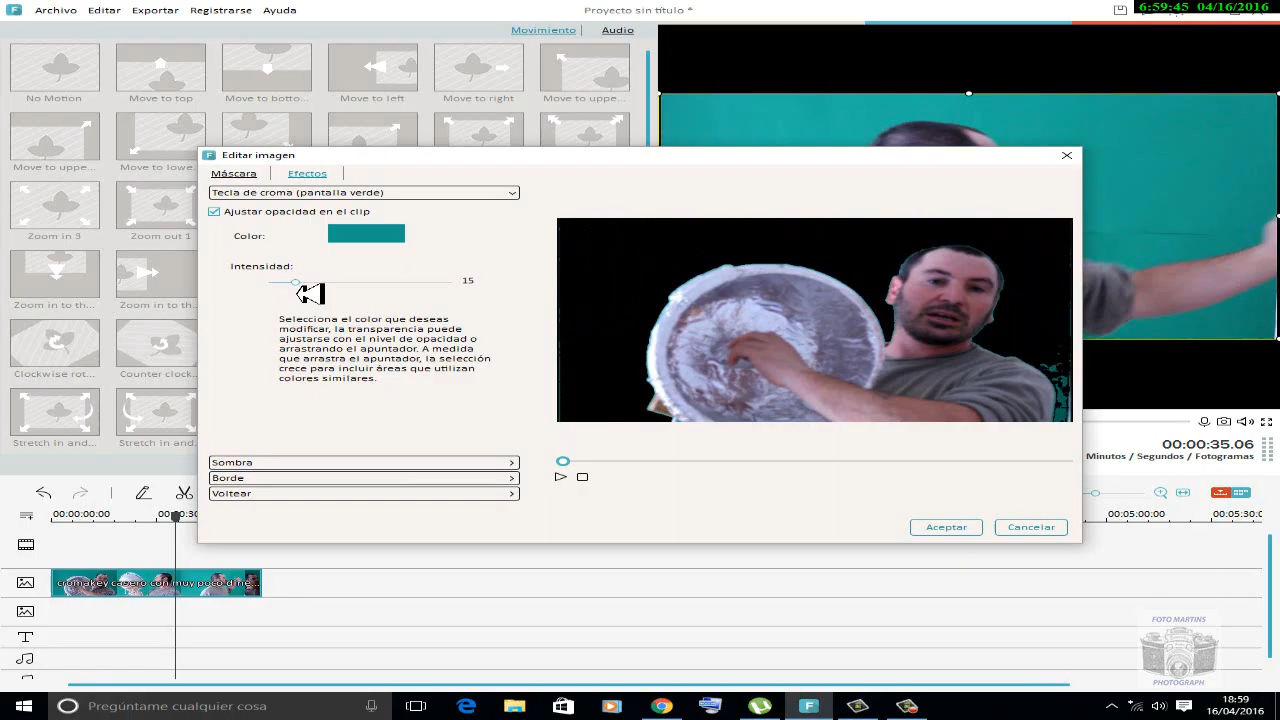 Archivo Editar Exportar Registrarse Ayuda
Proyecto sin título *
6:59:45 04/16/2016
Movimiento Audio
No Motion Move to top Move to botto... Move to left Move to right Move to uppe...
Move to uppe... Move to lowe...
Zoom in 3 Zoom out 1
Zoom in to th... Zoom in to th...
Clockwise rot... Counter clock...
Stretch in and... Stretch in and...
Editar imagen
Máscara Efectos
Tecla de croma (pantalla verde)
Ajustar opacidad en el clip
Color:
Intensidad:
15
Selecciona el color que deseas
modificar, la transparencia puede
ajustarse con el nivel de opacidad o
arrastrando el apuntador. A medida
que arrastra el apuntador, la selección
crece para incluir áreas que utilizan
colores similares.
Sombra
Borde
Voltear
Aceptar Cancelar
00:00:35.06
Minutos / Segundos / Fotogramas
00:00:00:00
00:05:00:00
cromakey casero con muy poco dine...
FOTO MARTINS
PHOTOGRAPH
Pregúntame cualquier cosa
18:59
16/04/2016